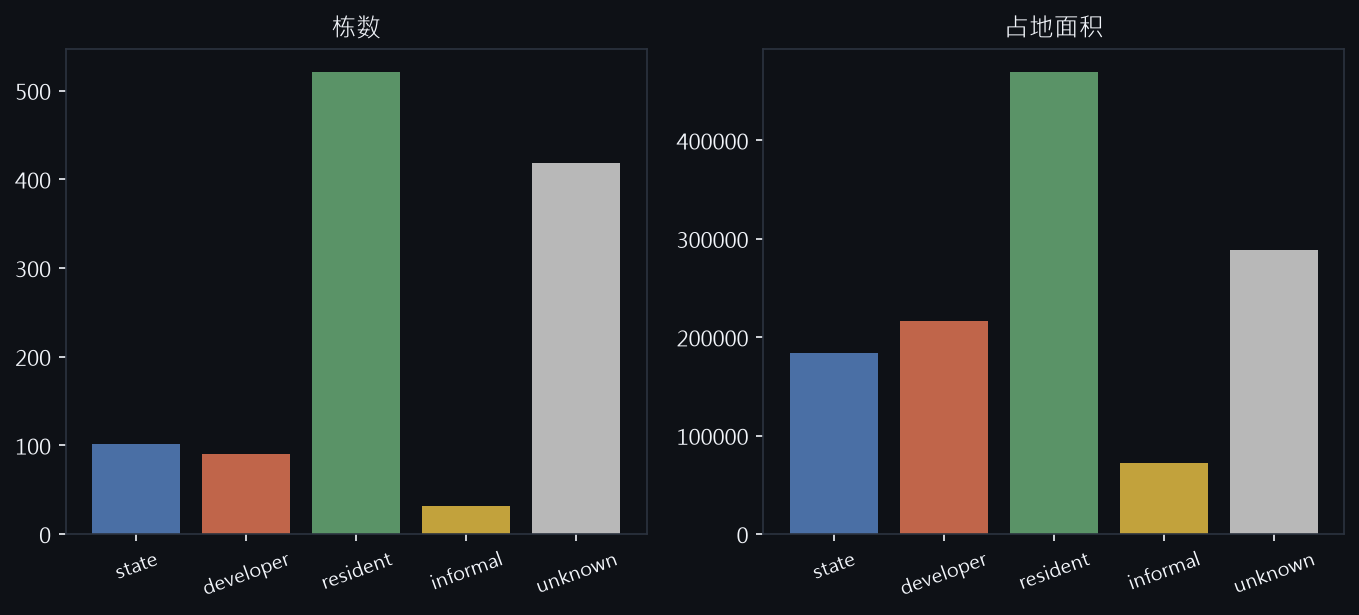 栋数
500
400
300
200
100
0
state
developer
resident
informal
unknown
占地面积
400000
300000
200000
100000
0
state
developer
resident
informal
unknown